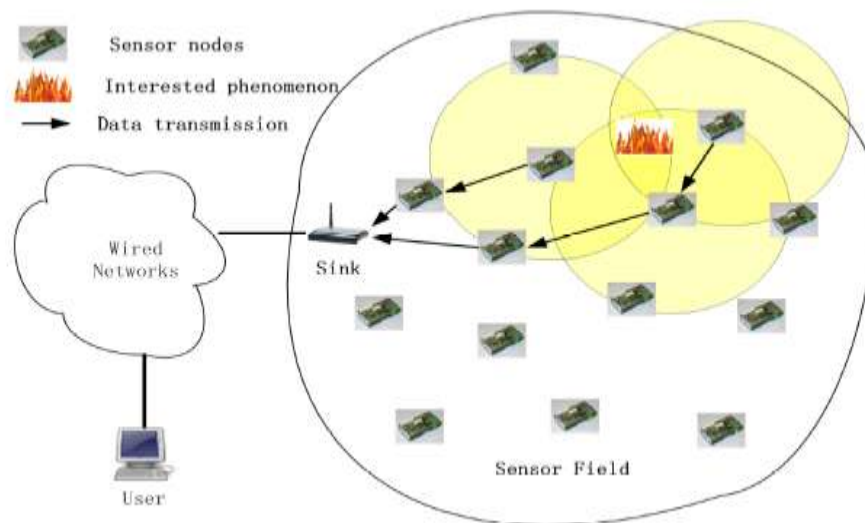 Sensor nodes
Interested phenomenon
Data transmission
Wired
Networks
Sink
Sensor Field
User